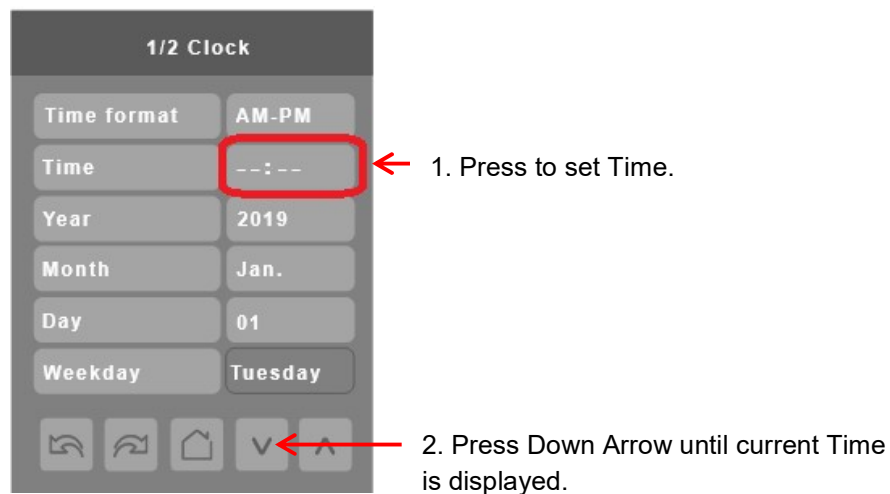 1/2 Clock
Time format AM-PM
Time --:--
1. Press to set Time.
Year 2019
Month Jan.
Day 01
Weekday Tuesday
2. Press Down Arrow until current Time
is displayed.